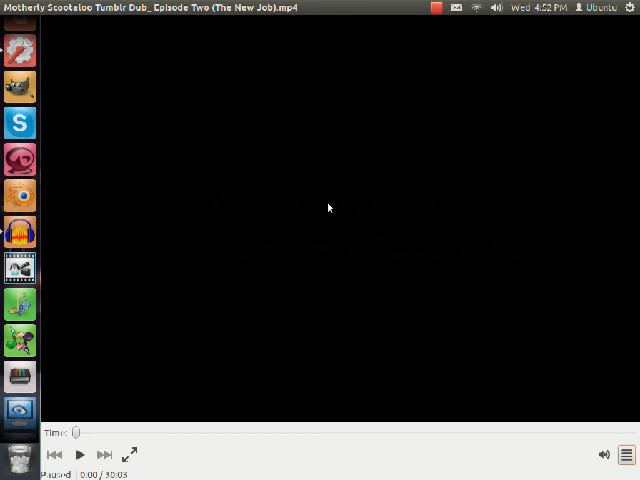 Motherly Scootaloo Tumblr Dub_ Episode Two (The New Job).mp4
Wed 4:52 PM Ubuntu
S
Time:
Paused 0:00 / 30:03